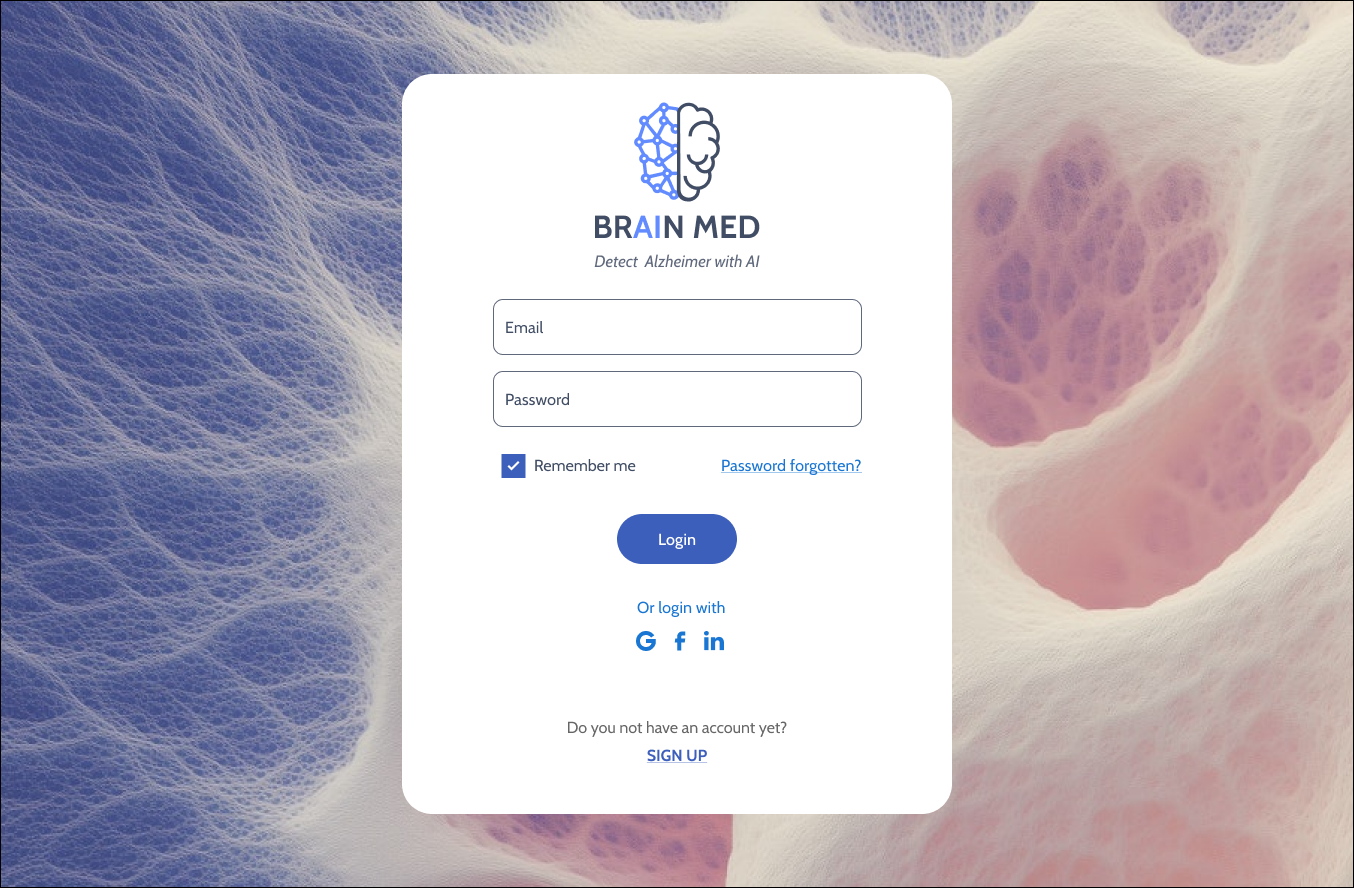 BRAIN MED
Detect Alzheimer with AI
Email
Password
Remember me
Password forgotten?
Login
Or login with
G f in
Do you not have an account yet?
SIGN UP